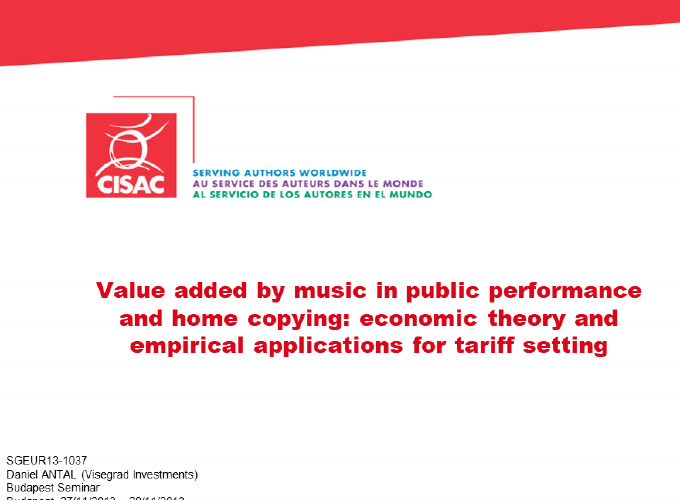 CISAC
SERVING AUTHORS WORLDWIDE
AU SERVICE DES AUTEURS DANS LE MONDE
AL SERVICIO DE LOS AUTORES EN EL MUNDO
Value added by music in public performance
and home copying: economic theory and
empirical applications for tariff setting
SGEUR13-1037
Daniel ANTAL (Visegrad Investments)
Budapest Seminar